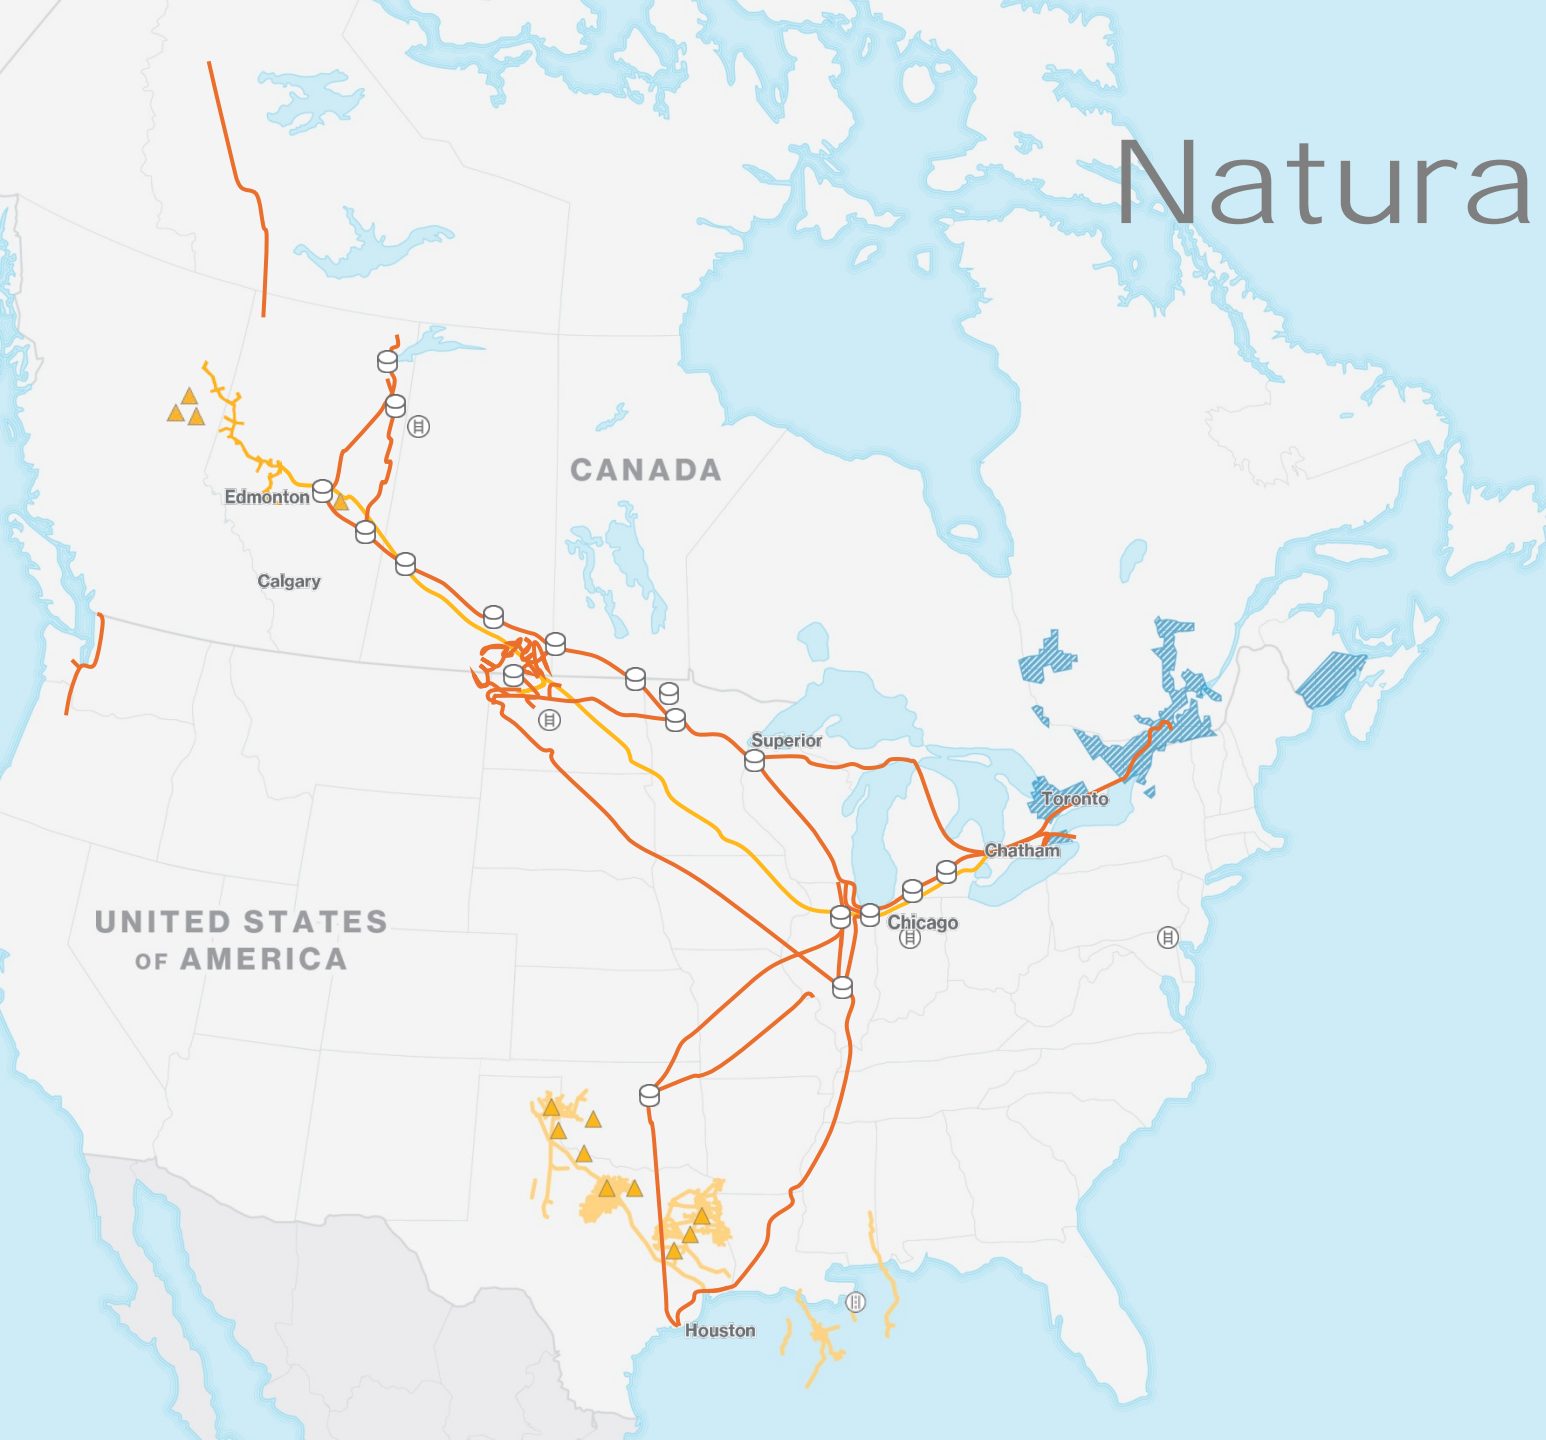 Natura
CANADA
Edmonton
Calgary
Superior
Toronto
Chatham
UNITED STATES
OF AMERICA
Chicago
Houston